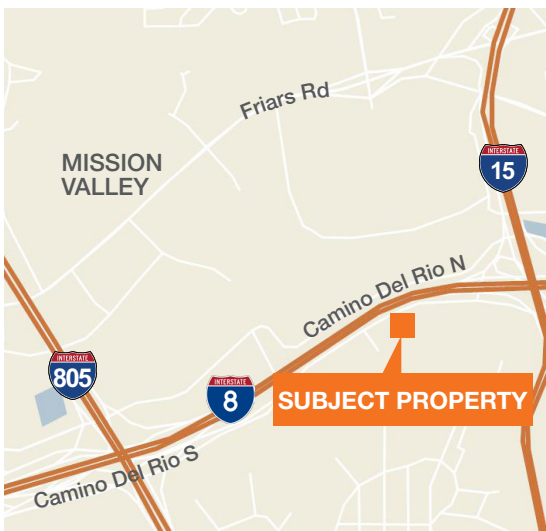 Friars Rd
MISSION
VALLEY
INTERSTATE
15
Camino Del Rio N
INTERSTATE
805
INTERSTATE
8
SUBJECT PROPERTY
Camino Del Rio S